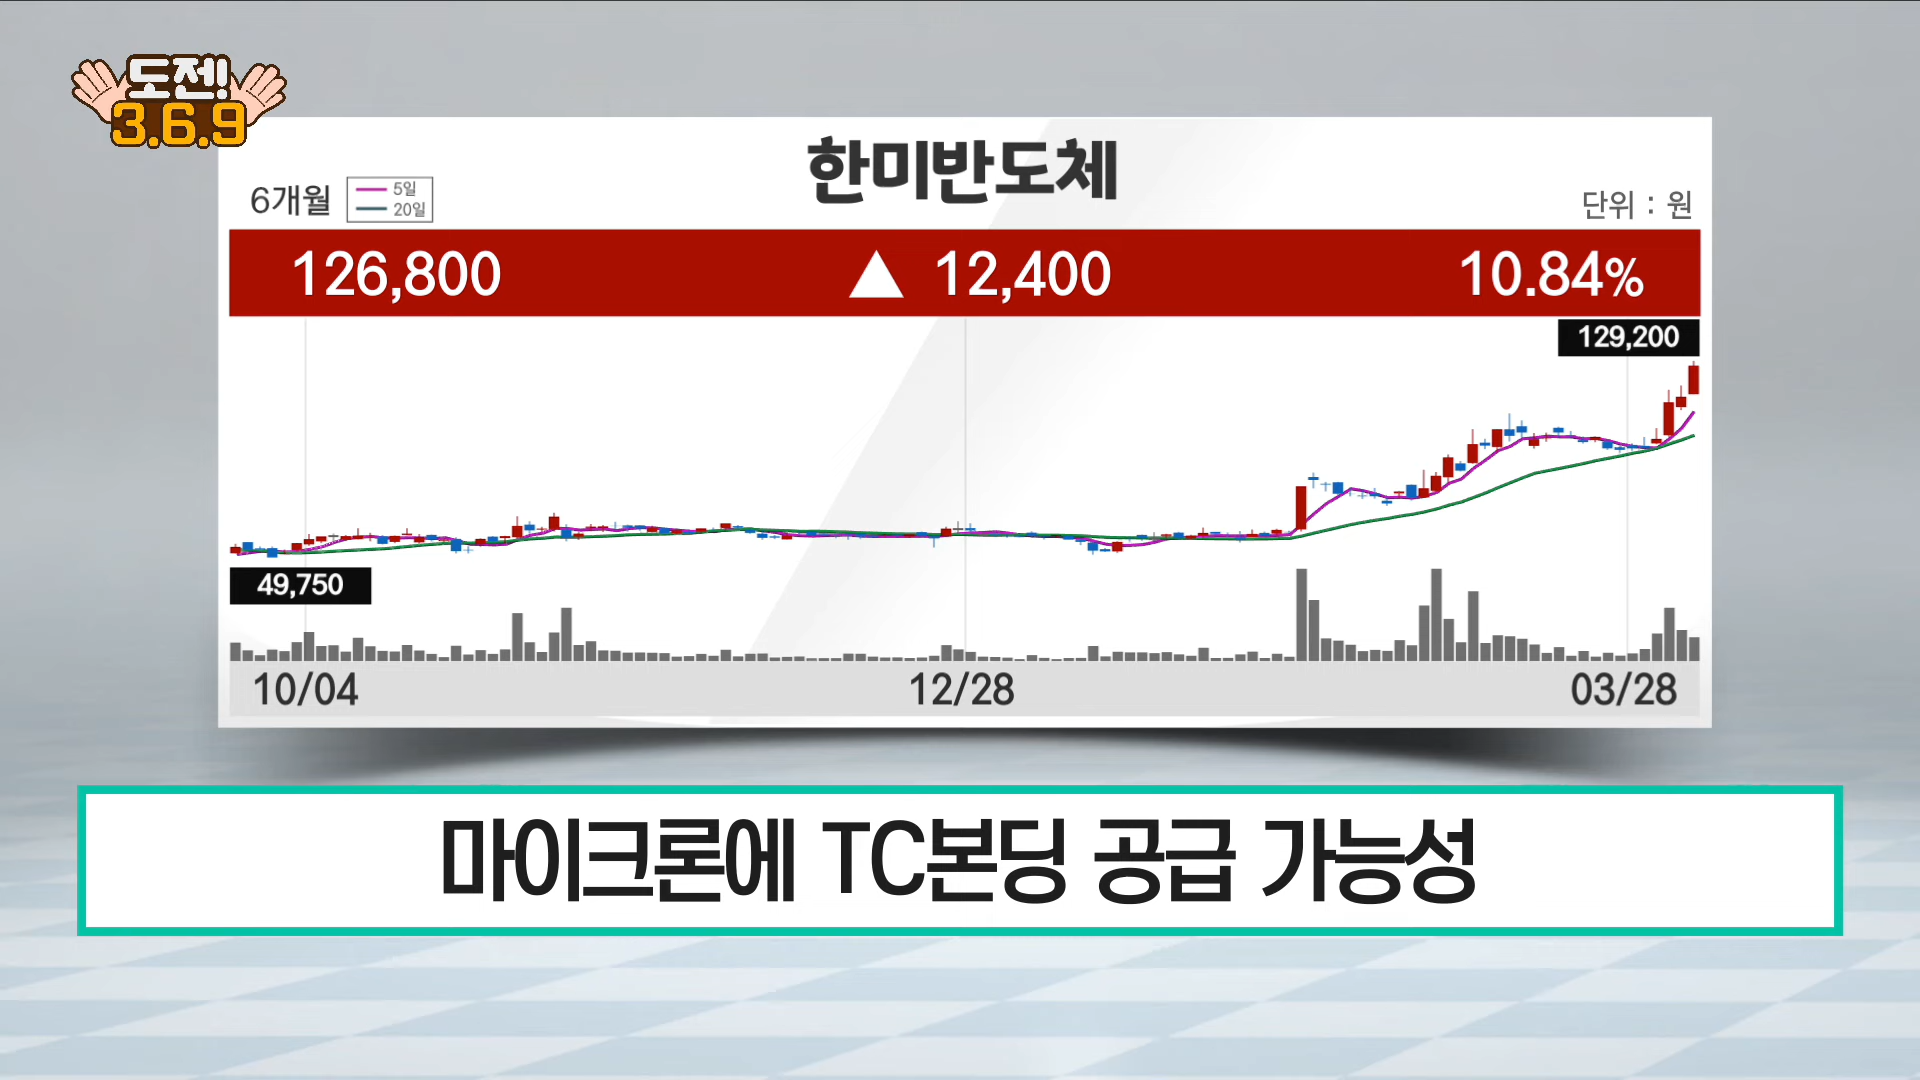 도젠!
3.6.9
한미반도체
6개월
5일
20일
단위 : 원
126,800 ▲ 12,400 10.84%
129,200
49,750
10/04 12/28 03/28
마이크론에 TC본딩 공급 가능성